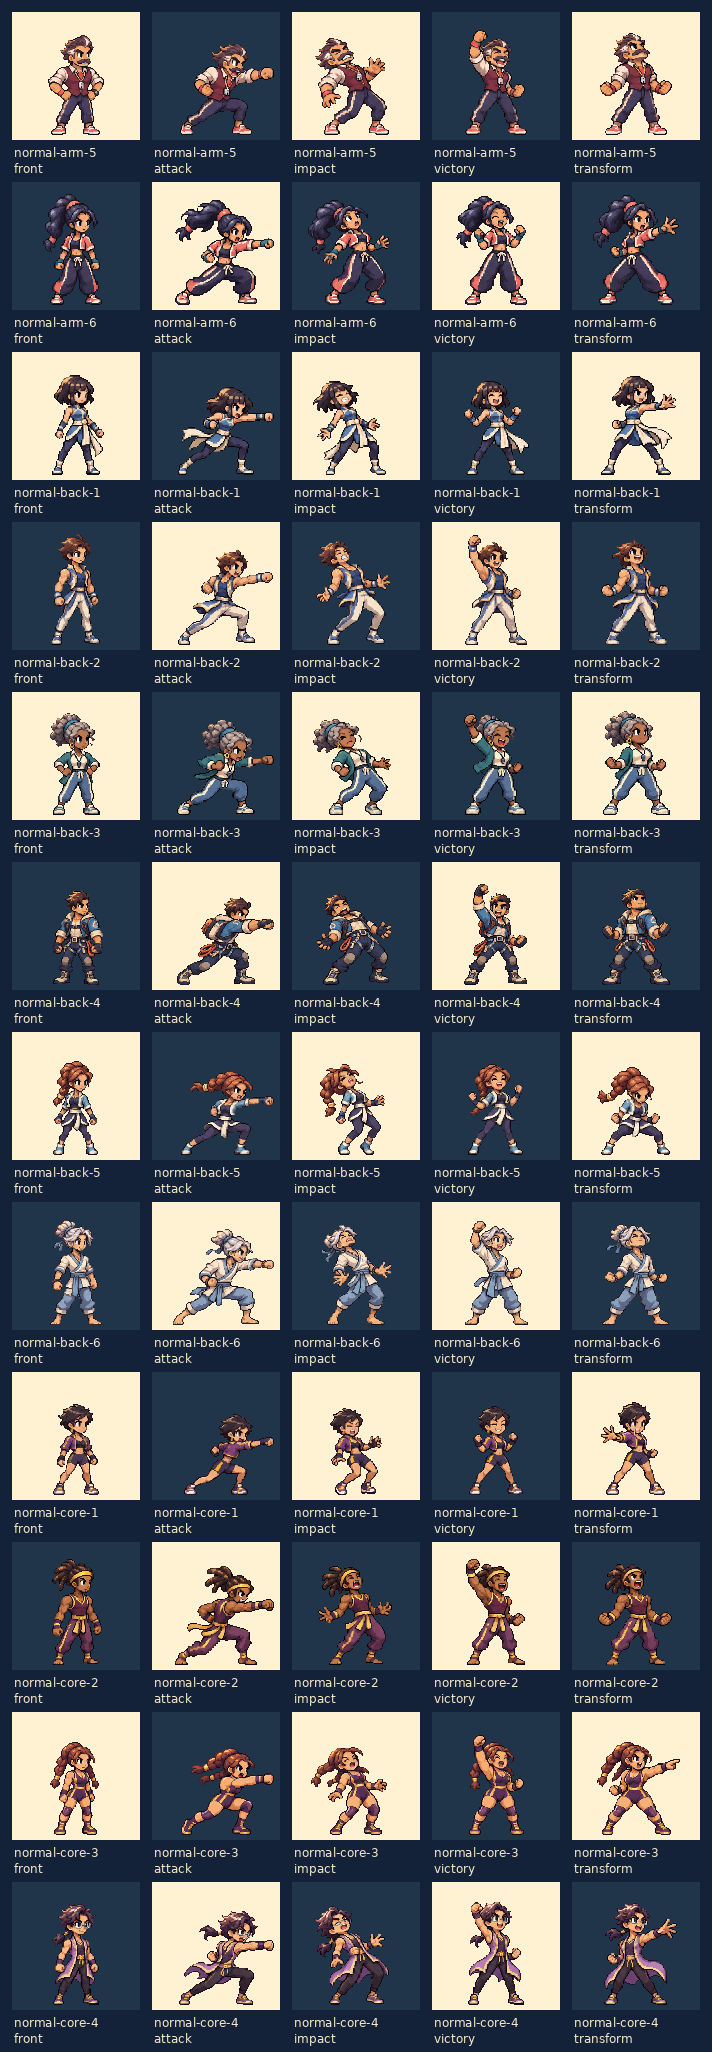 normal-arm-5 normal-arm-5 normal-arm-5 normal-arm-5 normal-arm-5
front attack impact victory transform
normal-arm-6 normal-arm-6 normal-arm-6 normal-arm-6 normal-arm-6
front attack impact victory transform
normal-back-1 normal-back-1 normal-back-1 normal-back-1 normal-back-1
front attack impact victory transform
normal-back-2 normal-back-2 normal-back-2 normal-back-2 normal-back-2
front attack impact victory transform
normal-back-3 normal-back-3 normal-back-3 normal-back-3 normal-back-3
front attack impact victory transform
normal-back-4 normal-back-4 normal-back-4 normal-back-4 normal-back-4
front attack impact victory transform
normal-back-5 normal-back-5 normal-back-5 normal-back-5 normal-back-5
front attack impact victory transform
normal-back-6 normal-back-6 normal-back-6 normal-back-6 normal-back-6
front attack impact victory transform
normal-core-1 normal-core-1 normal-core-1 normal-core-1 normal-core-1
front attack impact victory transform
normal-core-2 normal-core-2 normal-core-2 normal-core-2 normal-core-2
front attack impact victory transform
normal-core-3 normal-core-3 normal-core-3 normal-core-3 normal-core-3
front attack impact victory transform
normal-core-4 normal-core-4 normal-core-4 normal-core-4 normal-core-4
front attack impact victory transform